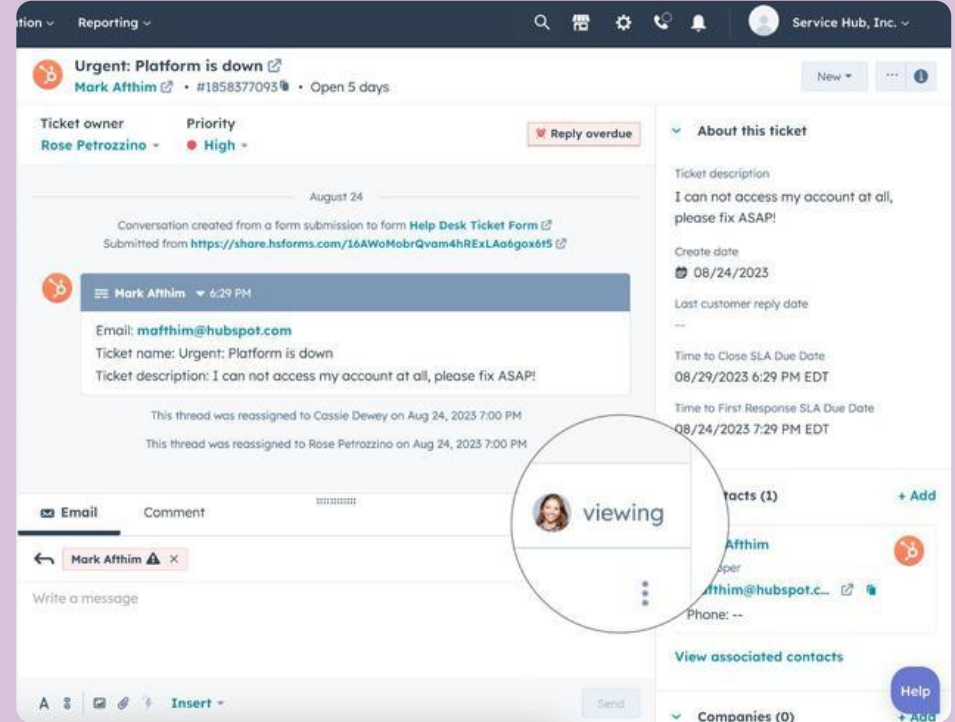 Reporting
Service Hub, Inc.
Urgent: Platform is down
Mark Afthim • #1858377093 • Open 5 days
New
Ticket owner
Priority
Rose Petrozzino
High
Reply overdue
August 24
Conversation created from a form submission to form Help Desk Ticket Form
Submitted from https://share.hsforms.com/16AWoMobrQvam4hRExLAa6gox6t5
Mark Afthim 6:29 PM
Email: mafthim@hubspot.com
Ticket name: Urgent: Platform is down
Ticket description: I can not access my account at all, please fix ASAP!
This thread was reassigned to Cassie Dewey on Aug 24, 2023 7:00 PM
This thread was reassigned to Rose Petrozzino on Aug 24, 2023 7:00 PM
Email
Comment
Mark Afthim
Write a message
Insert
Send
viewing
About this ticket
Ticket description
I can not access my account at all,
please fix ASAP!
Create date
08/24/2023
Last customer reply date
--
Time to Close SLA Due Date
08/29/2023 6:29 PM EDT
Time to First Response SLA Due Date
08/24/2023 7:29 PM EDT
tacts (1)
+ Add
Afthim
fthim@hubspot.c...
Phone: --
View associated contacts
Help
Companies (0)
+ Add